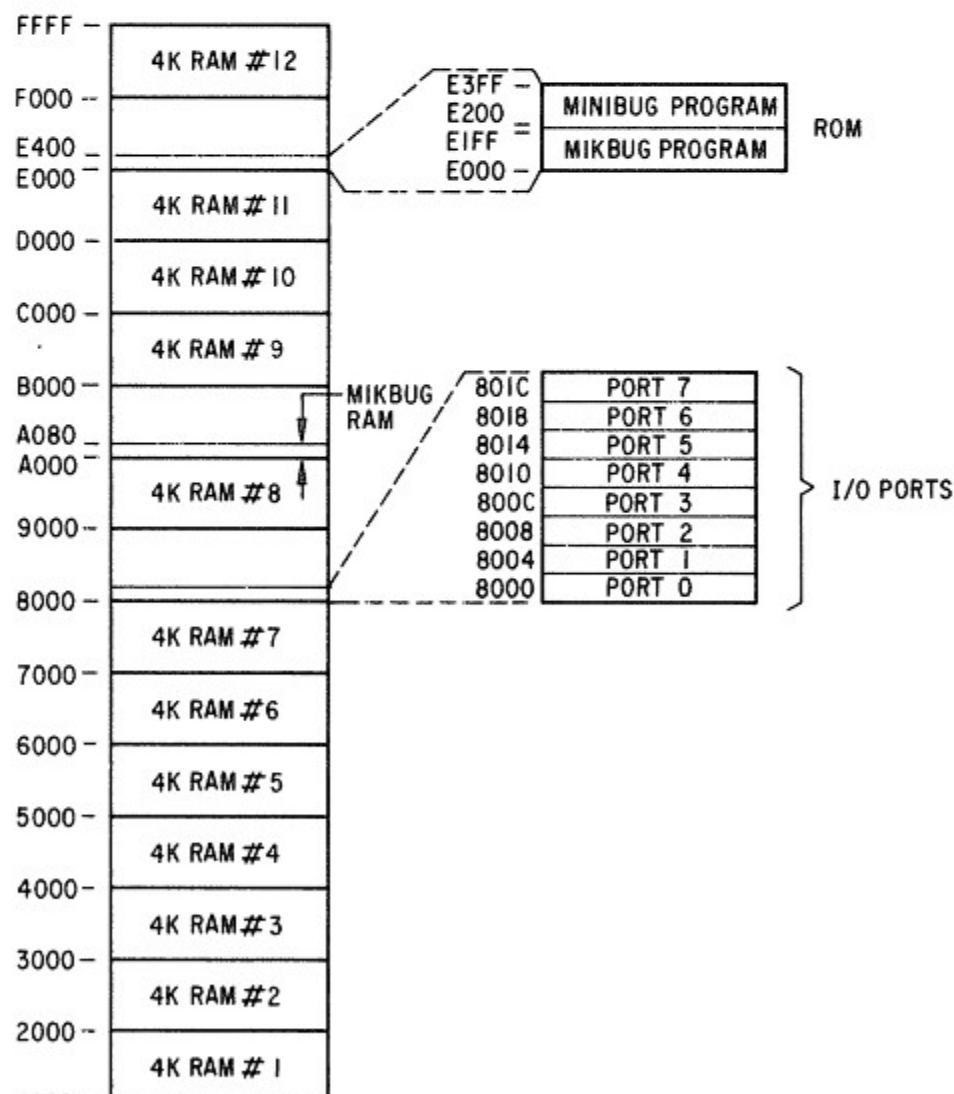 FFFF
4K RAM #12
F000
E400
E000
4K RAM #11
D000
4K RAM #10
C000
4K RAM #9
B000
MIKBUG
RAM
A080
A000
4K RAM #8
9000
8000
4K RAM #7
7000
4K RAM #6
6000
4K RAM #5
5000
4K RAM #4
4000
4K RAM #3
3000
4K RAM #2
2000
4K RAM #1
E3FF
E200
E1FF
E000
MINIBUG PROGRAM
MIKBUG PROGRAM
ROM
801C PORT 7
8018 PORT 6
8014 PORT 5
8010 PORT 4
800C PORT 3
8008 PORT 2
8004 PORT 1
8000 PORT 0
I/O PORTS